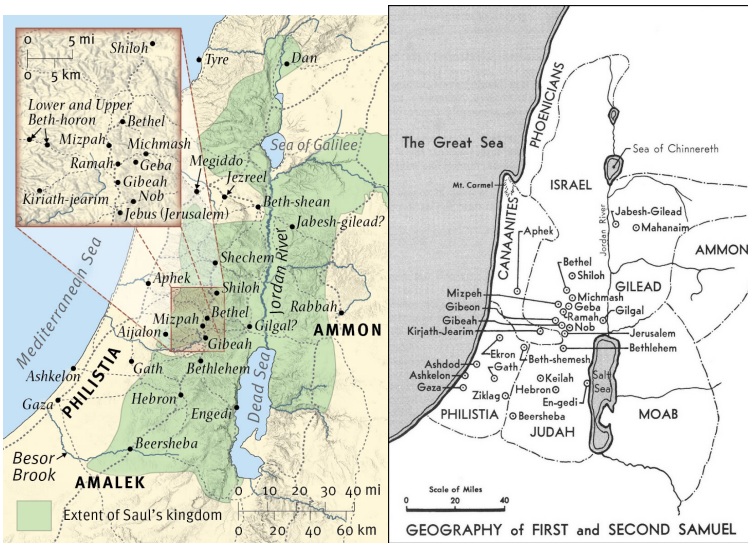 0 5 mi
0 5 km
Shiloh
Lower and Upper
Beth-horon
Bethel
Mizpah
Michmash
Ramah
Geba
Gibeah
Kiriath-jearim
Nob
Jebus (Jerusalem)
Tyre
Dan
Sea of Galilee
Megiddo
Jezreel
Beth-shean
Jabesh-gilead?
Mediterranean Sea
Shechem
Jordan River
Aphek
Shiloh
Rabbah
Bethel
Mizpah
Gilgal?
AMMON
Aijalon
Gibeah
PHILISTIA
Gath
Bethlehem
Ashkelon
Dead Sea
Hebron
Gaza
Engedi
Beersheba
Besor
Brook
AMALEK
0 10 20 30 40 mi
0 20 40 60 km
Extent of Saul's kingdom
PHOENICIANS
The Great Sea
Sea of Chinnereth
Mt. Carmel
ISRAEL
CANAANITES
Jordan River
Jabesh-Gilead
Mahanaim
Aphek
AMMON
Bethel
Shiloh
GILEAD
Mizpeh
Michmash
Gibeon
Geba
Ramah
Gilgal
Gibeah
Nob
Kirjath-Jearim
Jerusalem
Bethlehem
Ekron
Beth-shemesh
Ashdod
Gath
Ashkelon
Keilah
Salt
Sea
Gaza
Hebron
Ziklag
En-gedi
PHILISTIA
Beersheba
MOAB
JUDAH
Scale of Miles
0 20 40
GEOGRAPHY of FIRST and SECOND SAMUEL